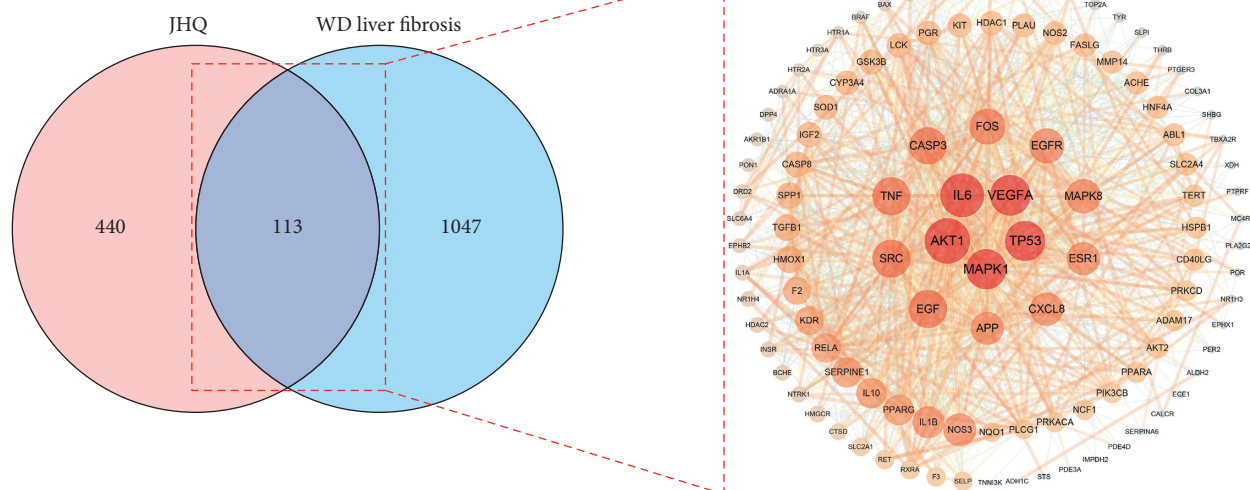 JHQ
WD liver fibrosis
440
113
1047
TOP2A
TYR
SLPI
THRB
PTGER3
COL3A1
SHBG
TBXA2R
XDH
PTPRF
MC4R
PLA2G2
POR
NR1H3
EPHX1
PER2
ALDH2
EGE1
CALCR
SERPINA6
PDE4D
IMPDH2
PDE3A
STS
ADH1C
TNNI3K
SELP
F3
RXRA
RET
SLC2A1
CTSD
HMGCR
NTRK1
BCHE
INSR
HDAC2
NR1H4
IL1A
EPHB2
SLC6A4
DRD2
PON1
AKR1B1
DPP4
ADRA1A
HTR2A
HTR3A
HTR1A
BRAF
BAX
HDAC1
PLAU
NOS2
FASLG
MMP14
ACHE
HNF4A
ABL1
SLC2A4
TERT
HSPB1
CD40LG
PRKCD
ADAM17
AKT2
PPARA
PIK3CB
NCF1
PRKACA
PLCG1
NQO1
NOS3
IL1B
PPARG
IL10
SERPINE1
RELA
KDR
F2
HMOX1
TGFB1
SPP1
CASP8
IGF2
SOD1
CYP3A4
GSK3B
LCK
PGR
KIT
FOS
EGFR
MAPK8
ESR1
CXCL8
APP
EGF
SRC
TNF
CASP3
IL6
VEGFA
TP53
MAPK1
AKT1